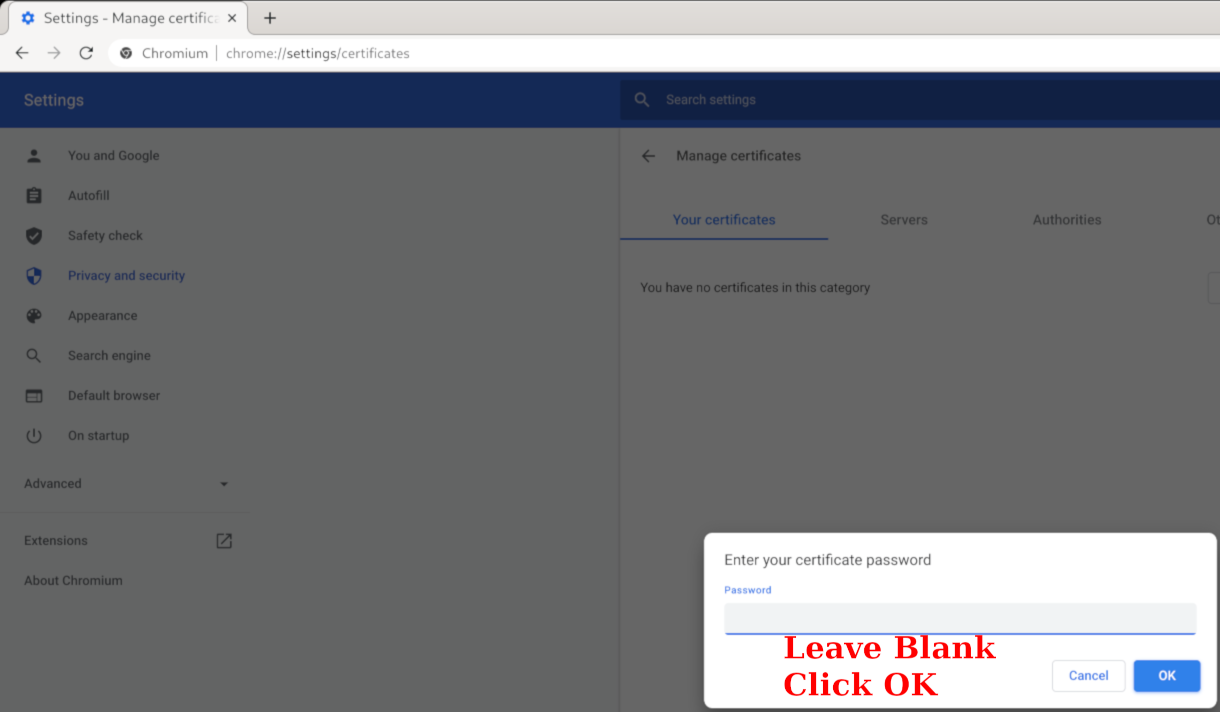 Settings - Manage certifica
Chromium | chrome://settings/certificates
Settings
Search settings
You and Google
Autofill
Safety check
Privacy and security
Appearance
Search engine
Default browser
On startup
Advanced
Extensions
About Chromium
Manage certificates
Your certificates Servers Authorities Ot
You have no certificates in this category
Enter your certificate password
Password
Leave Blank
Click OK
Cancel OK